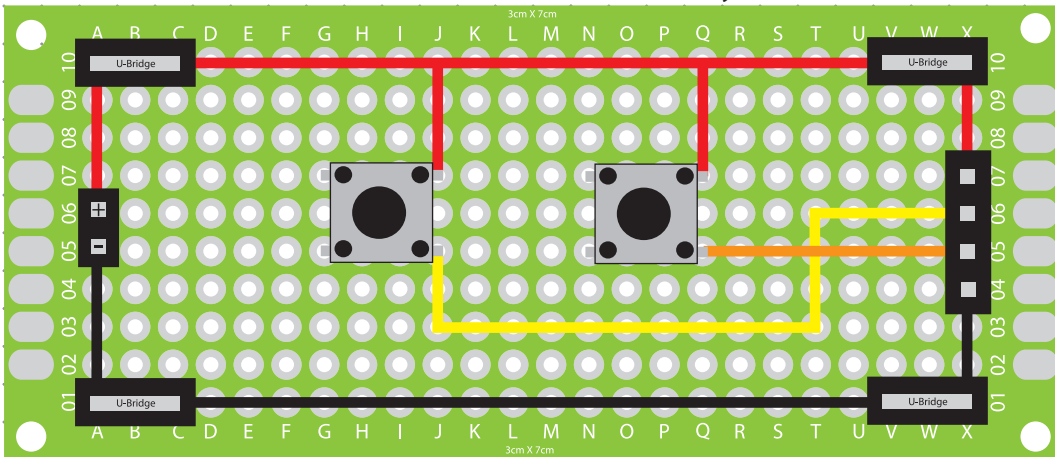 3cm X 7cm
A B C D E F G H I J K L M N O P Q R S T U V W X
10 U-Bridge U-Bridge 10
09 09
08 08
07 07
06 + 06
05 - 05
04 04
03 03
02 02
01 U-Bridge U-Bridge 01
A B C D E F G H I J K L M N O P Q R S T U V W X
3cm X 7cm